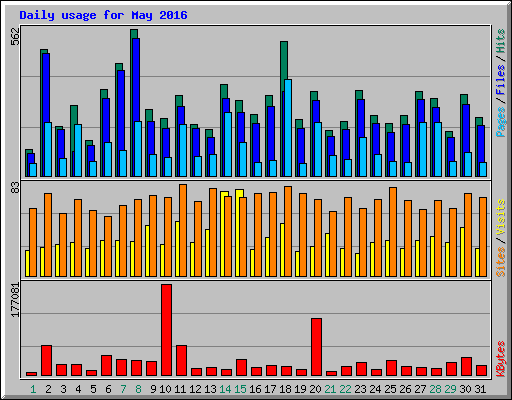 Daily usage for May 2016
562
Pages / Files / Hits
83
Sites / Visits
177081
KBytes
1 2 3 4 5 6 7 8 9 10 11 12 13 14 15 16 17 18 19 20 21 22 23 24 25 26 27 28 29 30 31